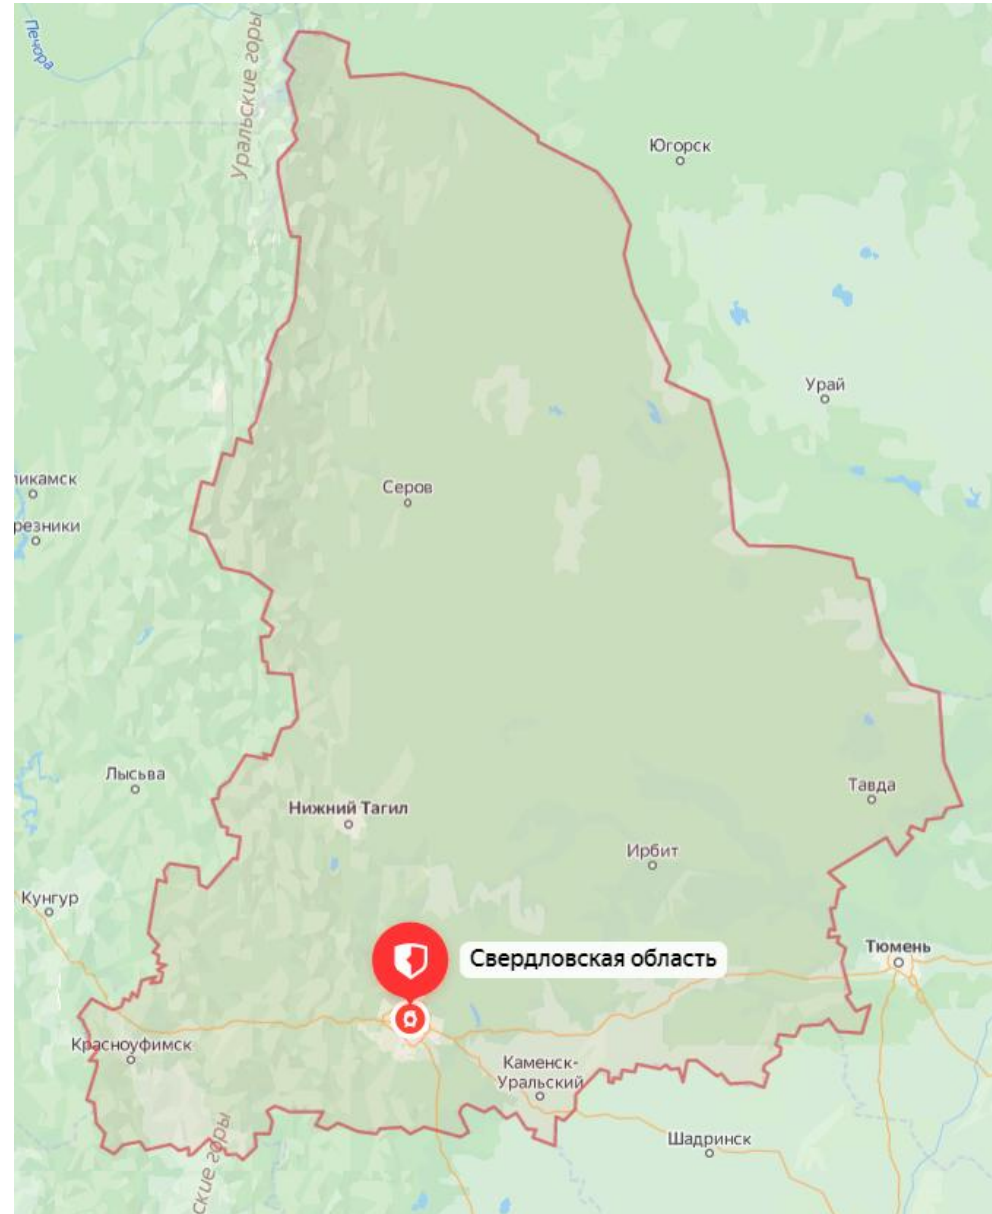 Печора
Уральские горы
Югорск
Урай
ликамск
Серов
резники
Лысьва
Тавда
Нижний Тагил
Ирбит
Кунгур
Тюмень
Свердловская область
Красноуфимск
Каменск-
Уральский
Шадринск
ские горы